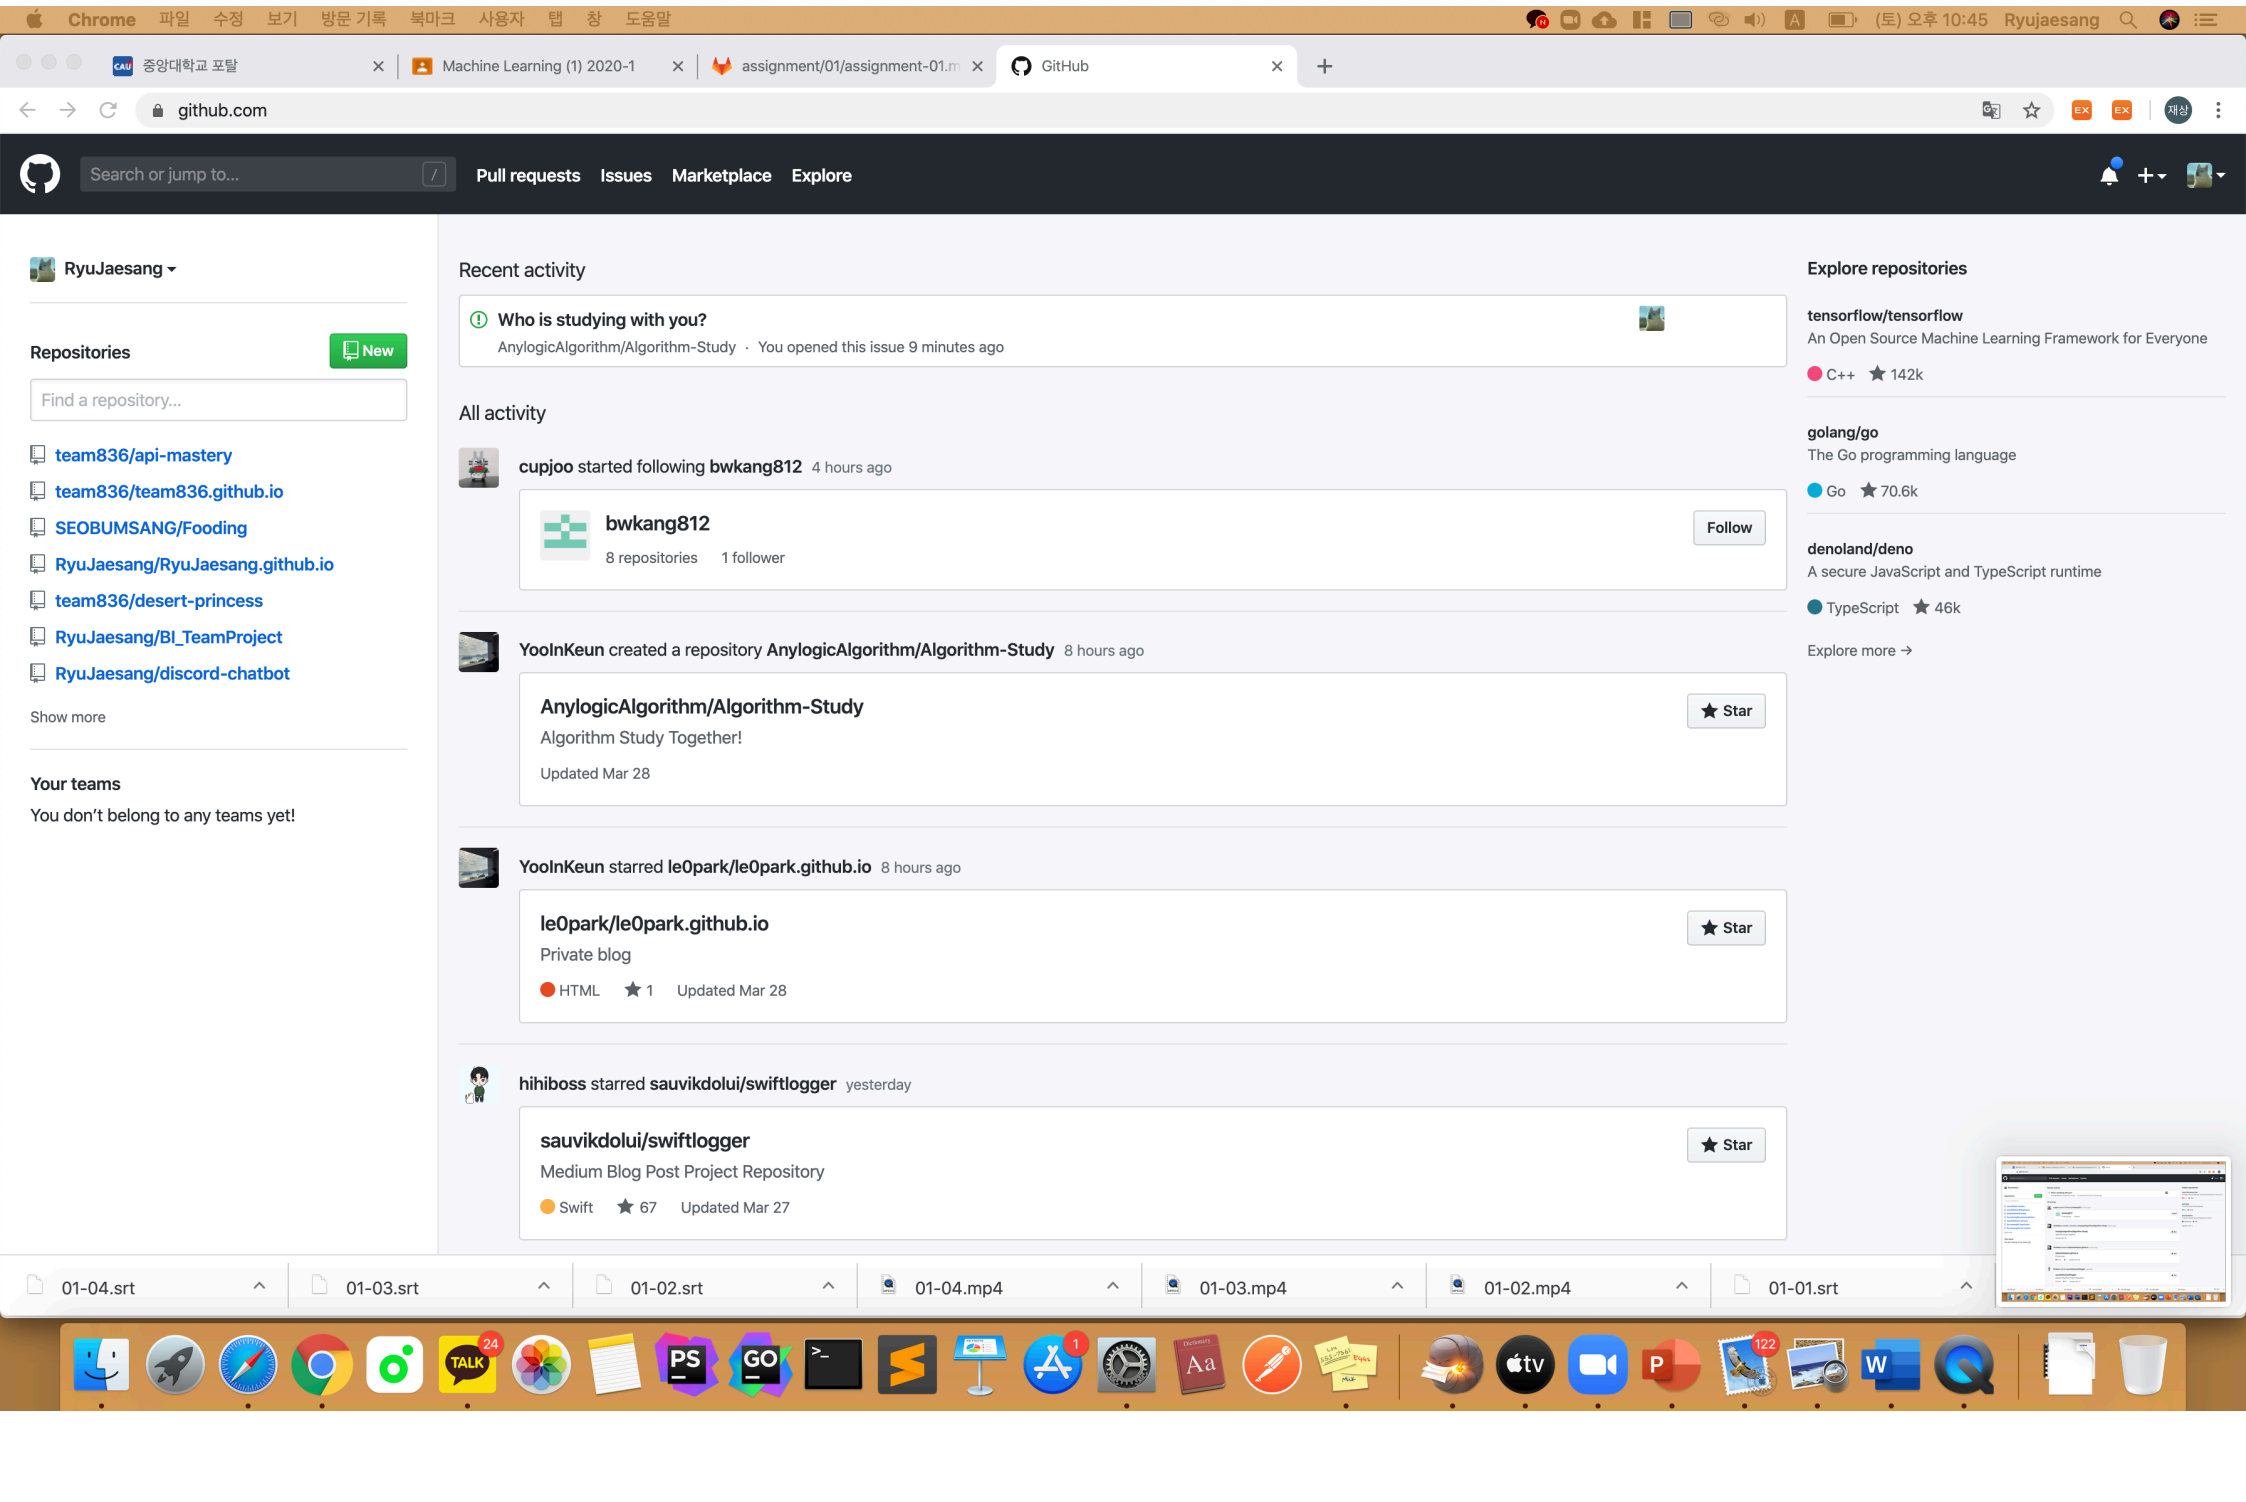 Chrome 파일 수정 보기 방문 기록 북마크 사용자 탭 창 도움말 (토) 오후 10:45 Ryujaesang
중앙대학교 포탈 Machine Learning (1) 2020-1 assignment/01/assignment-01.m GitHub
github.com 재상
Search or jump to... / Pull requests Issues Marketplace Explore
RyuJaesang
Repositories New
Find a repository...
team836/api-mastery
team836/team836.github.io
SEOBUMSANG/Fooding
RyuJaesang/RyuJaesang.github.io
team836/desert-princess
RyuJaesang/BI_TeamProject
RyuJaesang/discord-chatbot
Show more
Your teams
You don’t belong to any teams yet!
Recent activity
Who is studying with you?
AnylogicAlgorithm/Algorithm-Study · You opened this issue 9 minutes ago
All activity
cupjoo started following bwkang812 4 hours ago
bwkang812
8 repositories 1 follower
Follow
YooInKeun created a repository AnylogicAlgorithm/Algorithm-Study 8 hours ago
AnylogicAlgorithm/Algorithm-Study
Star
Algorithm Study Together!
Updated Mar 28
YooInKeun starred le0park/le0park.github.io 8 hours ago
le0park/le0park.github.io
Star
Private blog
HTML 1 Updated Mar 28
hihiboss starred sauvikdolui/swiftlogger yesterday
sauvikdolui/swiftlogger
Star
Medium Blog Post Project Repository
Swift 67 Updated Mar 27
Explore repositories
tensorflow/tensorflow
An Open Source Machine Learning Framework for Everyone
C++ 142k
golang/go
The Go programming language
Go 70.6k
denoland/deno
A secure JavaScript and TypeScript runtime
TypeScript 46k
Explore more →
01-04.srt 01-03.srt 01-02.srt 01-04.mp4 01-03.mp4 01-02.mp4 01-01.srt
TALK 24 PS GO >_ 1 Dictionary Aa tv P 122 W